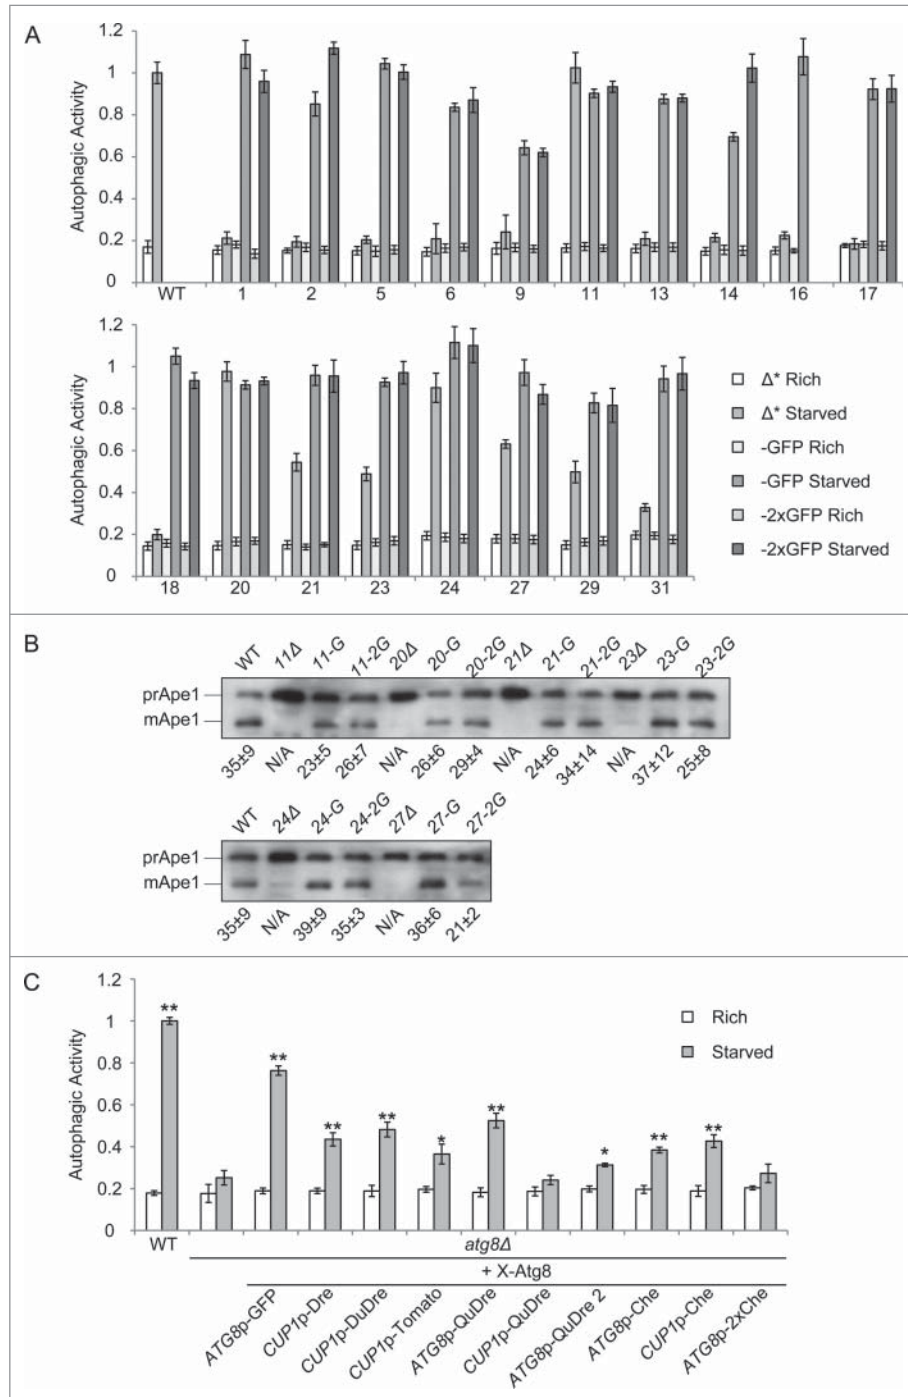 A
1.2
1
0.8
0.6
0.4
0.2
0
Autophagic Activity
WT 1 2 5 6 9 11 13 14 16 17
1.2
1
0.8
0.6
0.4
0.2
0
Autophagic Activity
18 20 21 23 24 27 29 31
Δ* Rich
Δ* Starved
-GFP Rich
-GFP Starved
-2xGFP Rich
-2xGFP Starved
B
WT 11Δ 11-G 11-2G 20Δ 20-G 20-2G 21Δ 21-G 21-2G 23Δ 23-G 23-2G
prApe1
mApe1
35±9 N/A 23±5 26±7 N/A 26±6 29±4 N/A 24±6 34±14 N/A 37±12 25±8
WT 24Δ 24-G 24-2G 27Δ 27-G 27-2G
prApe1
mApe1
35±9 N/A 39±9 35±3 N/A 36±6 21±2
C
1.2
1
0.8
0.6
0.4
0.2
0
Autophagic Activity
** ** ** ** * ** * ** **
Rich
Starved
WT atg8Δ
+ X-Atg8
ATG8p-GFP
CUP1p-Dre
CUP1p-DuDre
CUP1p-Tomato
ATG8p-QuDre
CUP1p-QuDre
ATG8p-QuDre 2
ATG8p-Che
CUP1p-Che
ATG8p-2xChe